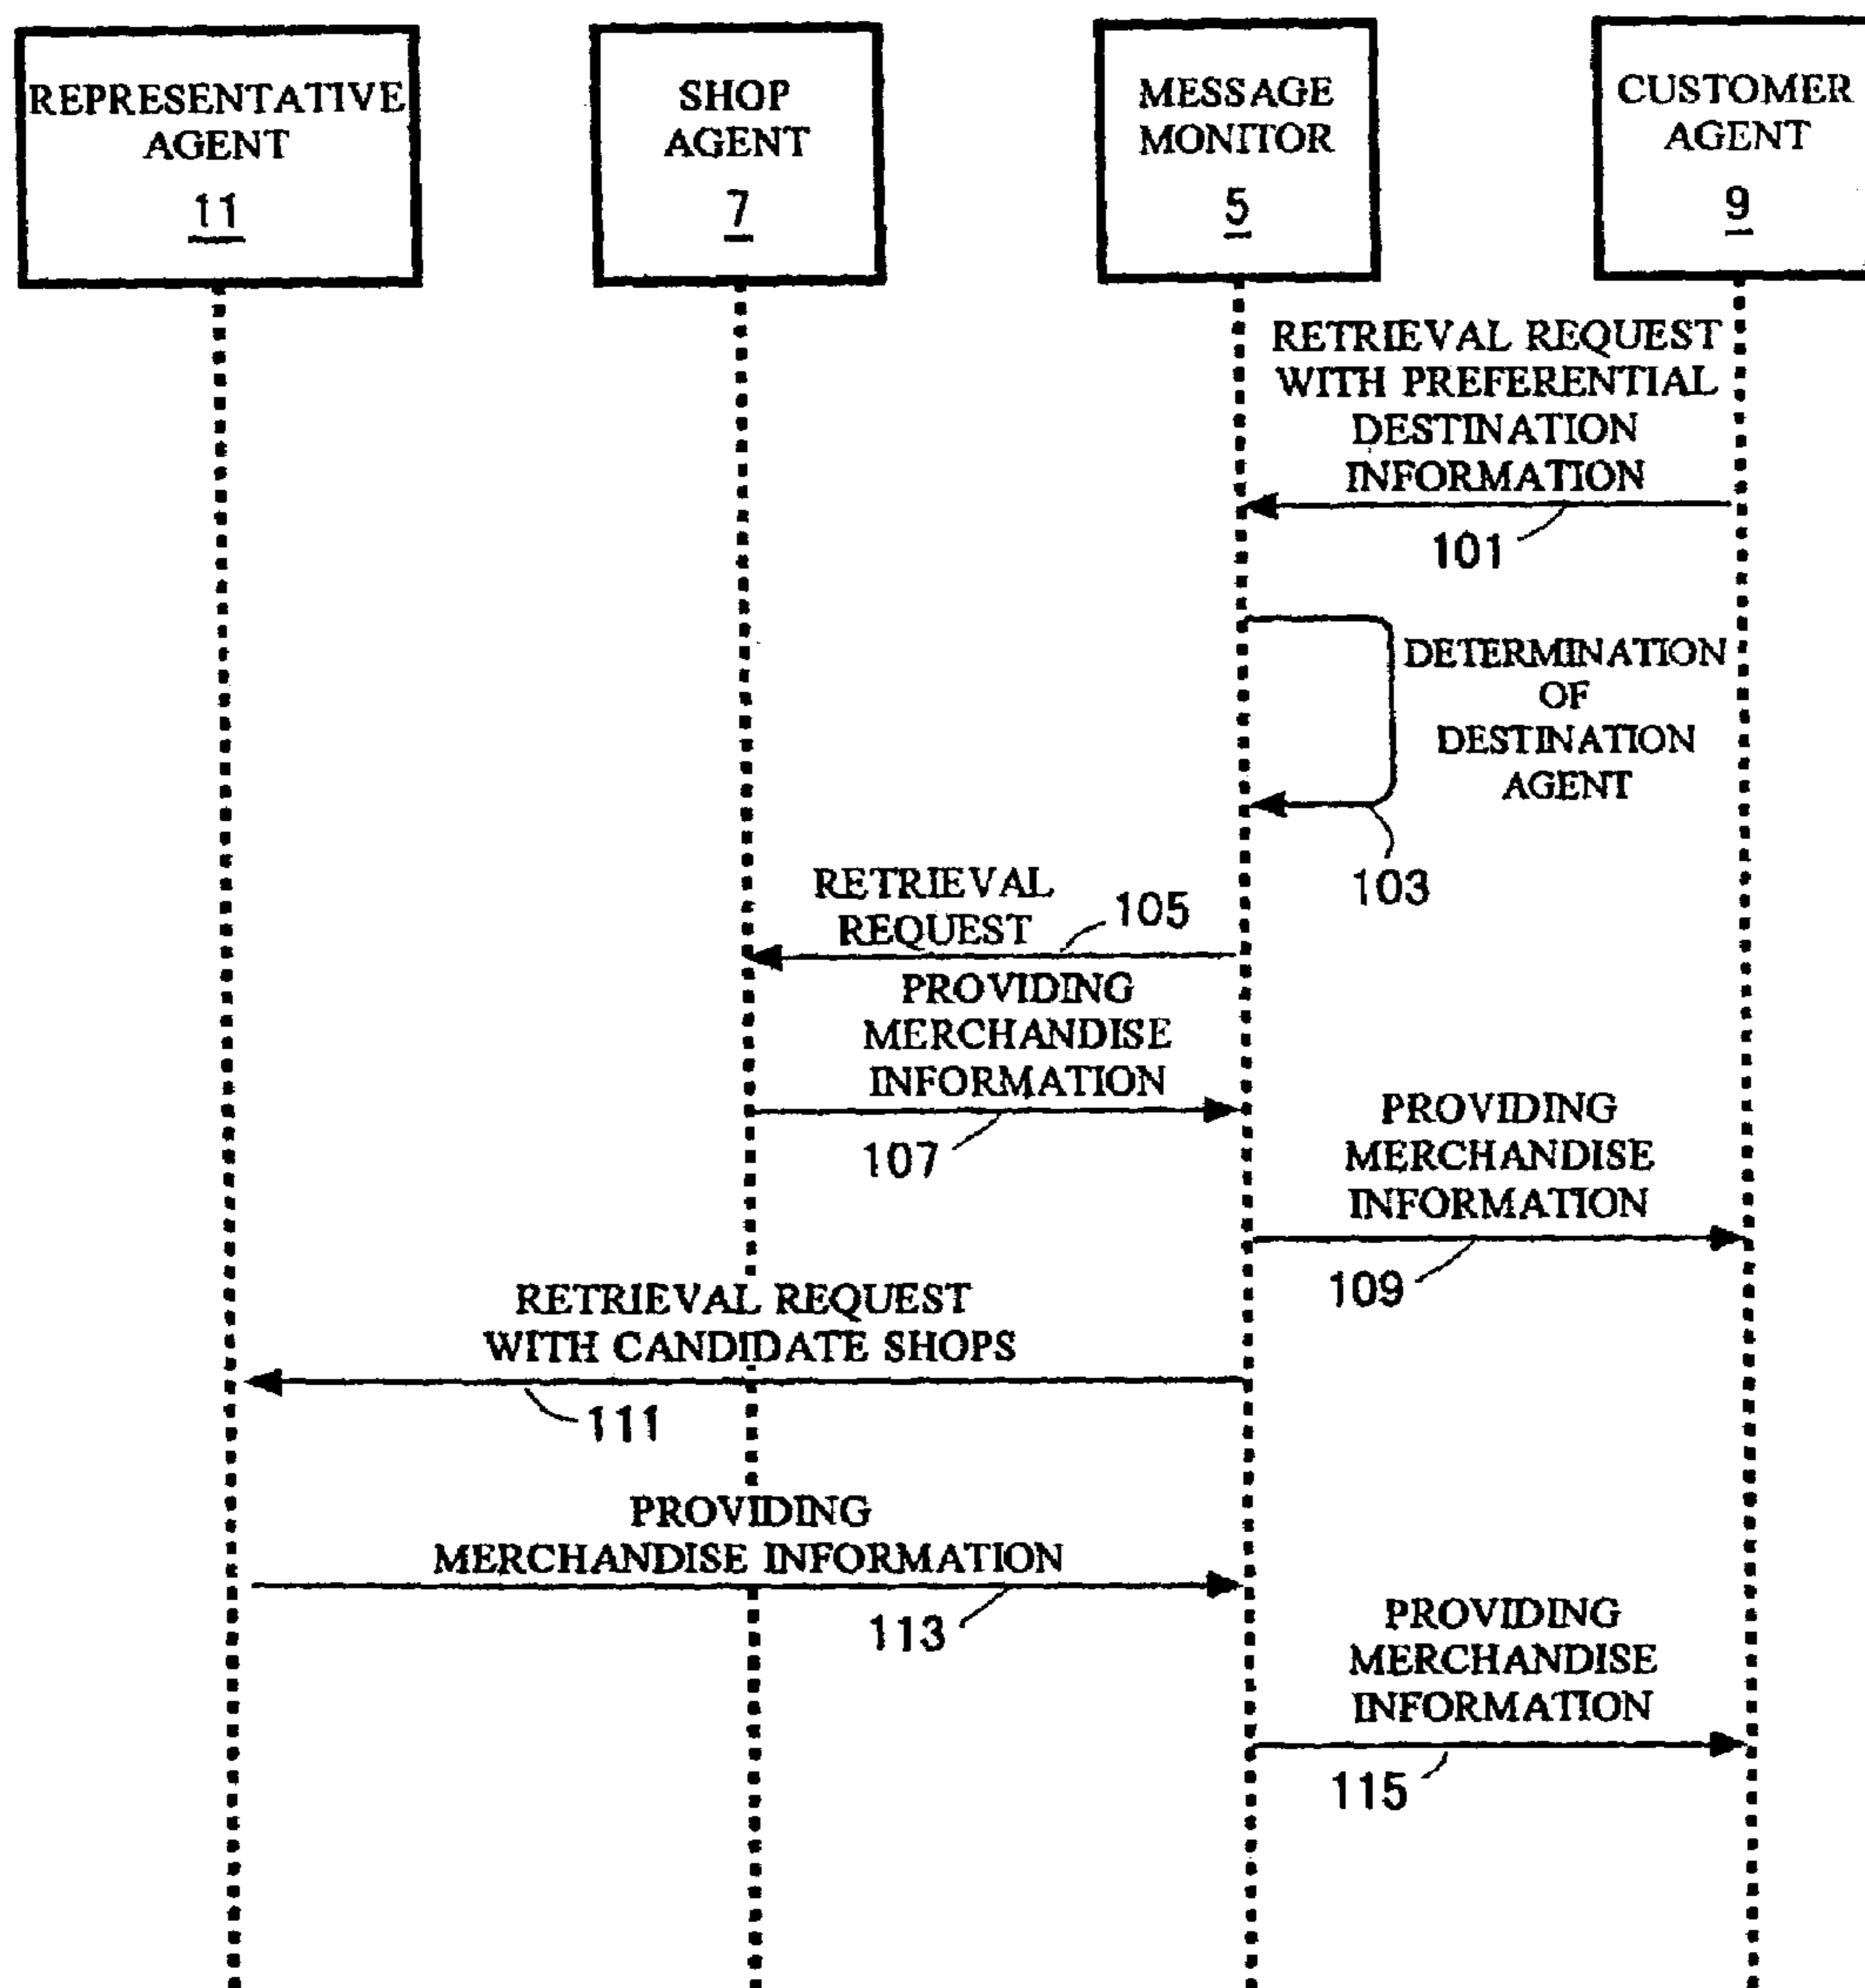 REPRESENTATIVE
AGENT
11
SHOP
AGENT
7
MESSAGE
MONITOR
5
CUSTOMER
AGENT
9
RETRIEVAL REQUEST
WITH PREFERENTIAL
DESTINATION
INFORMATION
101
DETERMINATION
OF
DESTINATION
AGENT
103
RETRIEVAL
REQUEST
105
PROVIDING
MERCHANDISE
INFORMATION
107
PROVIDING
MERCHANDISE
INFORMATION
109
RETRIEVAL REQUEST
WITH CANDIDATE SHOPS
111
PROVIDING
MERCHANDISE INFORMATION
113
PROVIDING
MERCHANDISE
INFORMATION
115